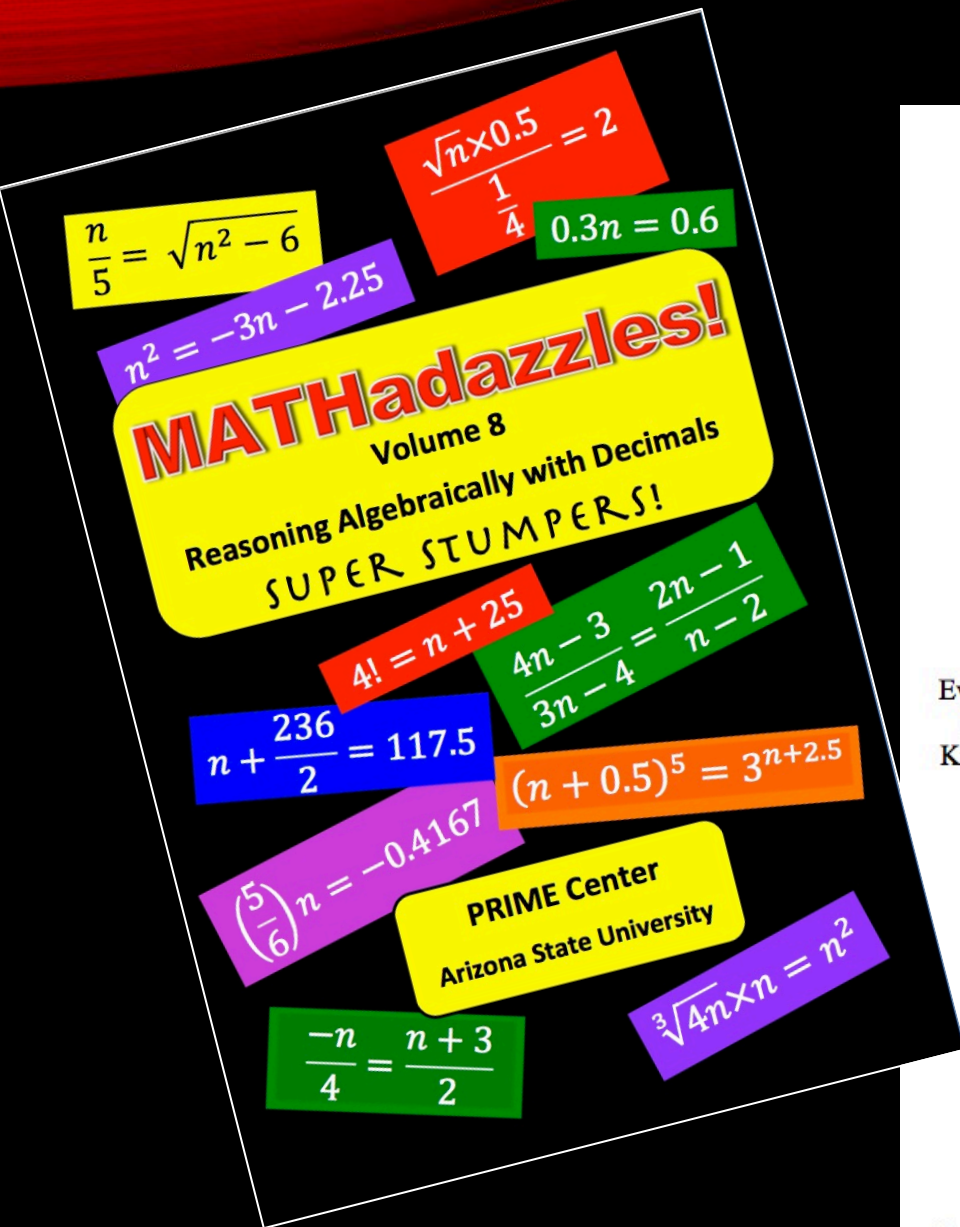 (√n×0.5)/(1/4) = 2
n/5 = √(n² − 6)
0.3n = 0.6
n² = −3n − 2.25
MATHadazzles!
Volume 8
Reasoning Algebraically with Decimals
SUPER STUMPERS!
4! = n + 25
(4n − 3)/(3n − 4) = (2n − 1)/(n − 2)
n + 236/2 = 117.5
(n + 0.5)⁵ = 3ⁿ⁺²·⁵
(5/6)n = −0.4167
PRIME Center
Arizona State University
∛4n×n = n²
−n/4 = (n + 3)/2
K